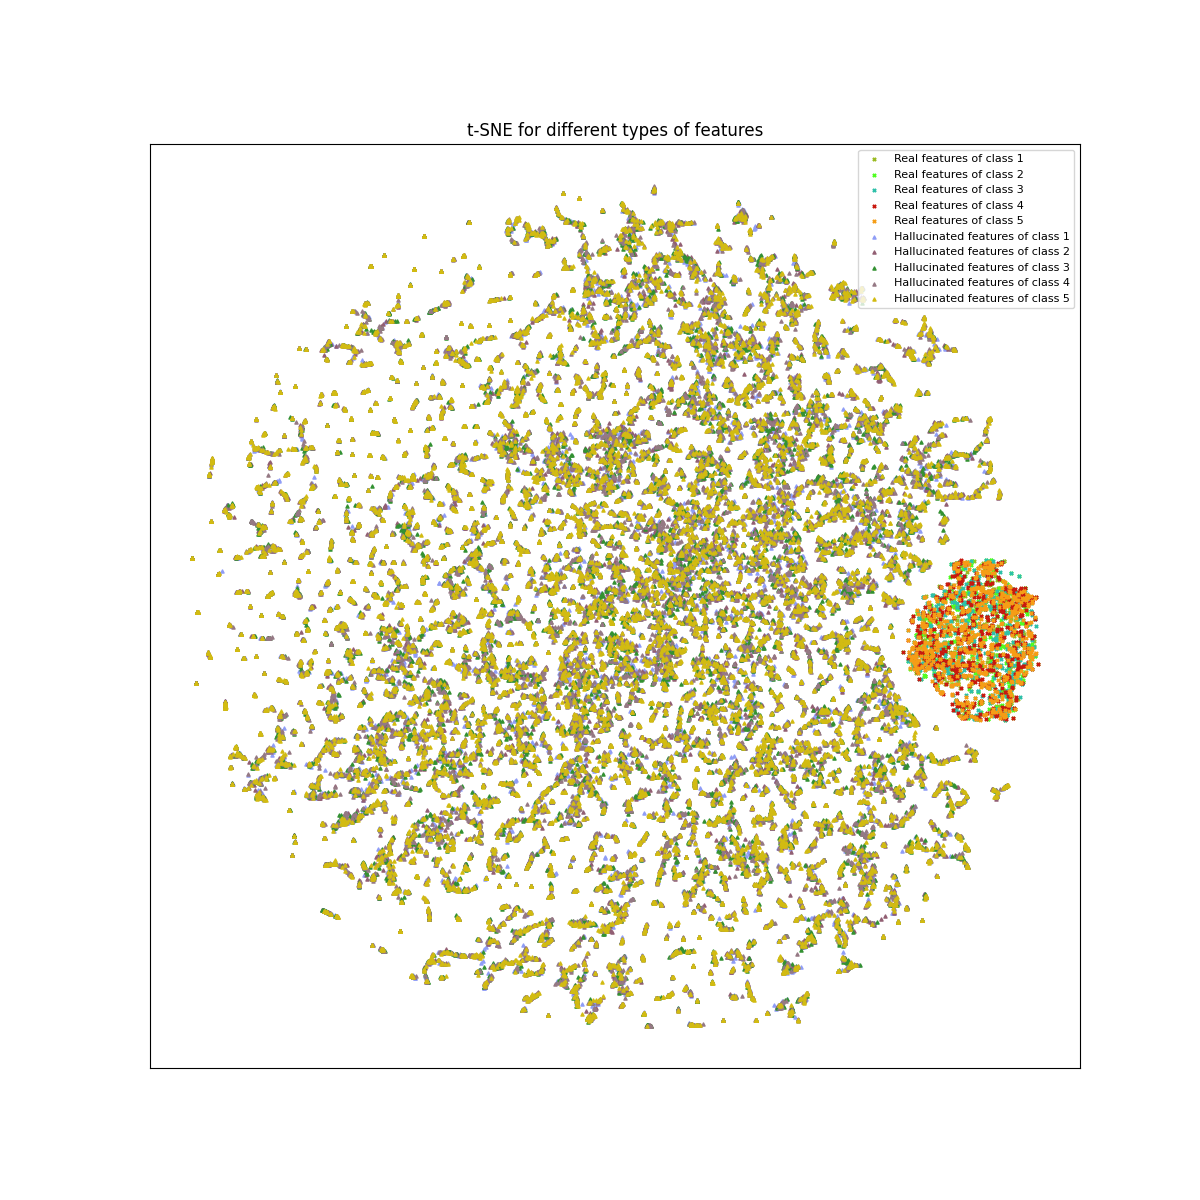 t-SNE for different types of features
Real features of class 1
Real features of class 2
Real features of class 3
Real features of class 4
Real features of class 5
Hallucinated features of class 1
Hallucinated features of class 2
Hallucinated features of class 3
Hallucinated features of class 4
Hallucinated features of class 5